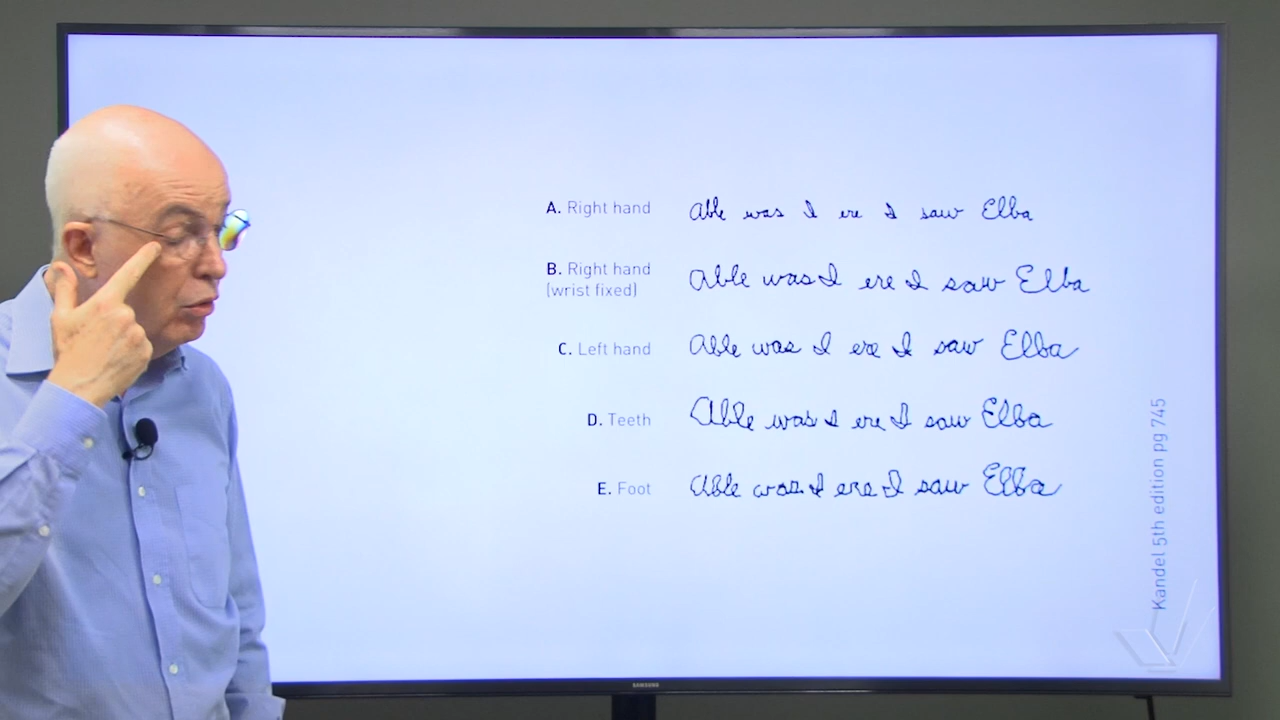 A. Right hand Able was I ere I saw Elba
B. Right hand
(wrist fixed) Able was I ere I saw Elba
C. Left hand Able was I ere I saw Elba
D. Teeth Able was I ere I saw Elba
E. Foot Able was I ere I saw Elba
Kandel 5th edition pg 745
SAMSUNG